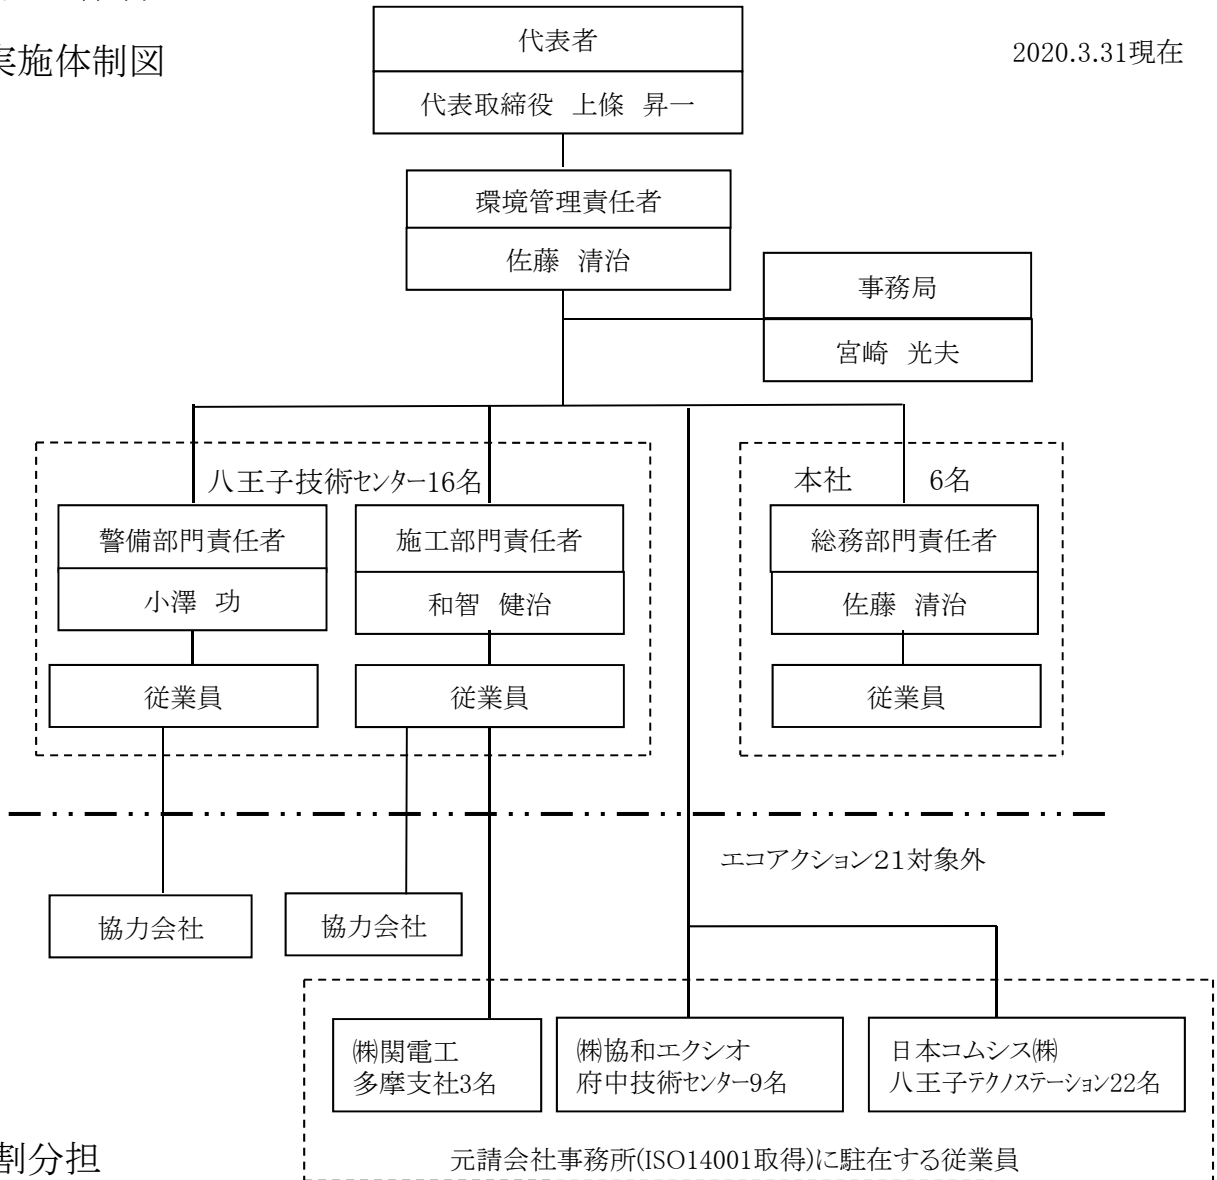 実施体制図
2020.3.31現在
代表者
代表取締役 上條 昇一
環境管理責任者
佐藤 清治
事務局
宮崎 光夫
八王子技術センター16名
本社 6名
警備部門責任者
施工部門責任者
総務部門責任者
小澤 功
和智 健治
佐藤 清治
従業員
従業員
従業員
エコアクション21対象外
協力会社
協力会社
㈱関電工
多摩支社3名
㈱協和エクシオ
府中技術センター9名
日本コムシス㈱
八王子テクノステーション22名
割分担
元請会社事務所(ISO14001取得)に駐在する従業員